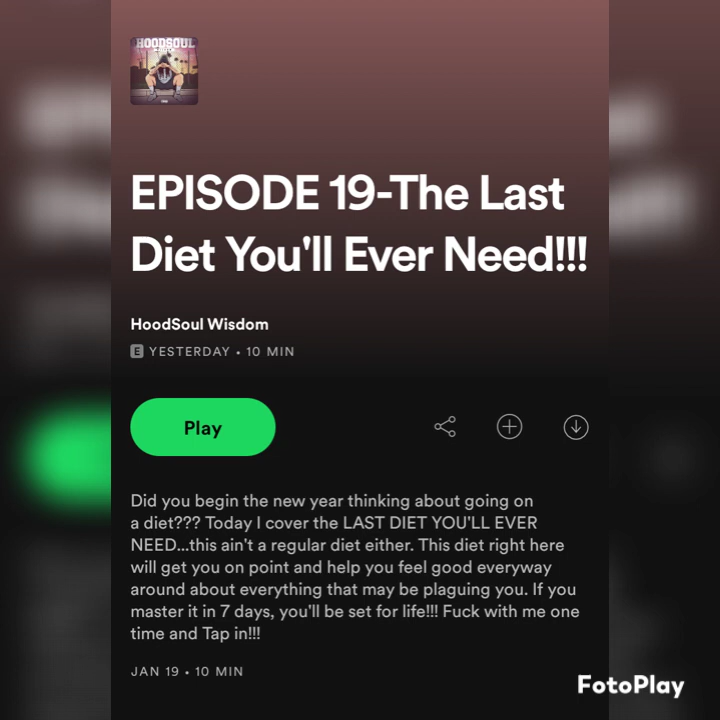 HOODSOUL
EPISODE 19-The Last
Diet You'll Ever Need!!!
HoodSoul Wisdom
E YESTERDAY • 10 MIN
Play
Did you begin the new year thinking about going on
a diet??? Today I cover the LAST DIET YOU'LL EVER
NEED...this ain't a regular diet either. This diet right here
will get you on point and help you feel good everyway
around about everything that may be plaguing you. If you
master it in 7 days, you'll be set for life!!! Fuck with me one
time and Tap in!!!
JAN 19 • 10 MIN
FotoPlay